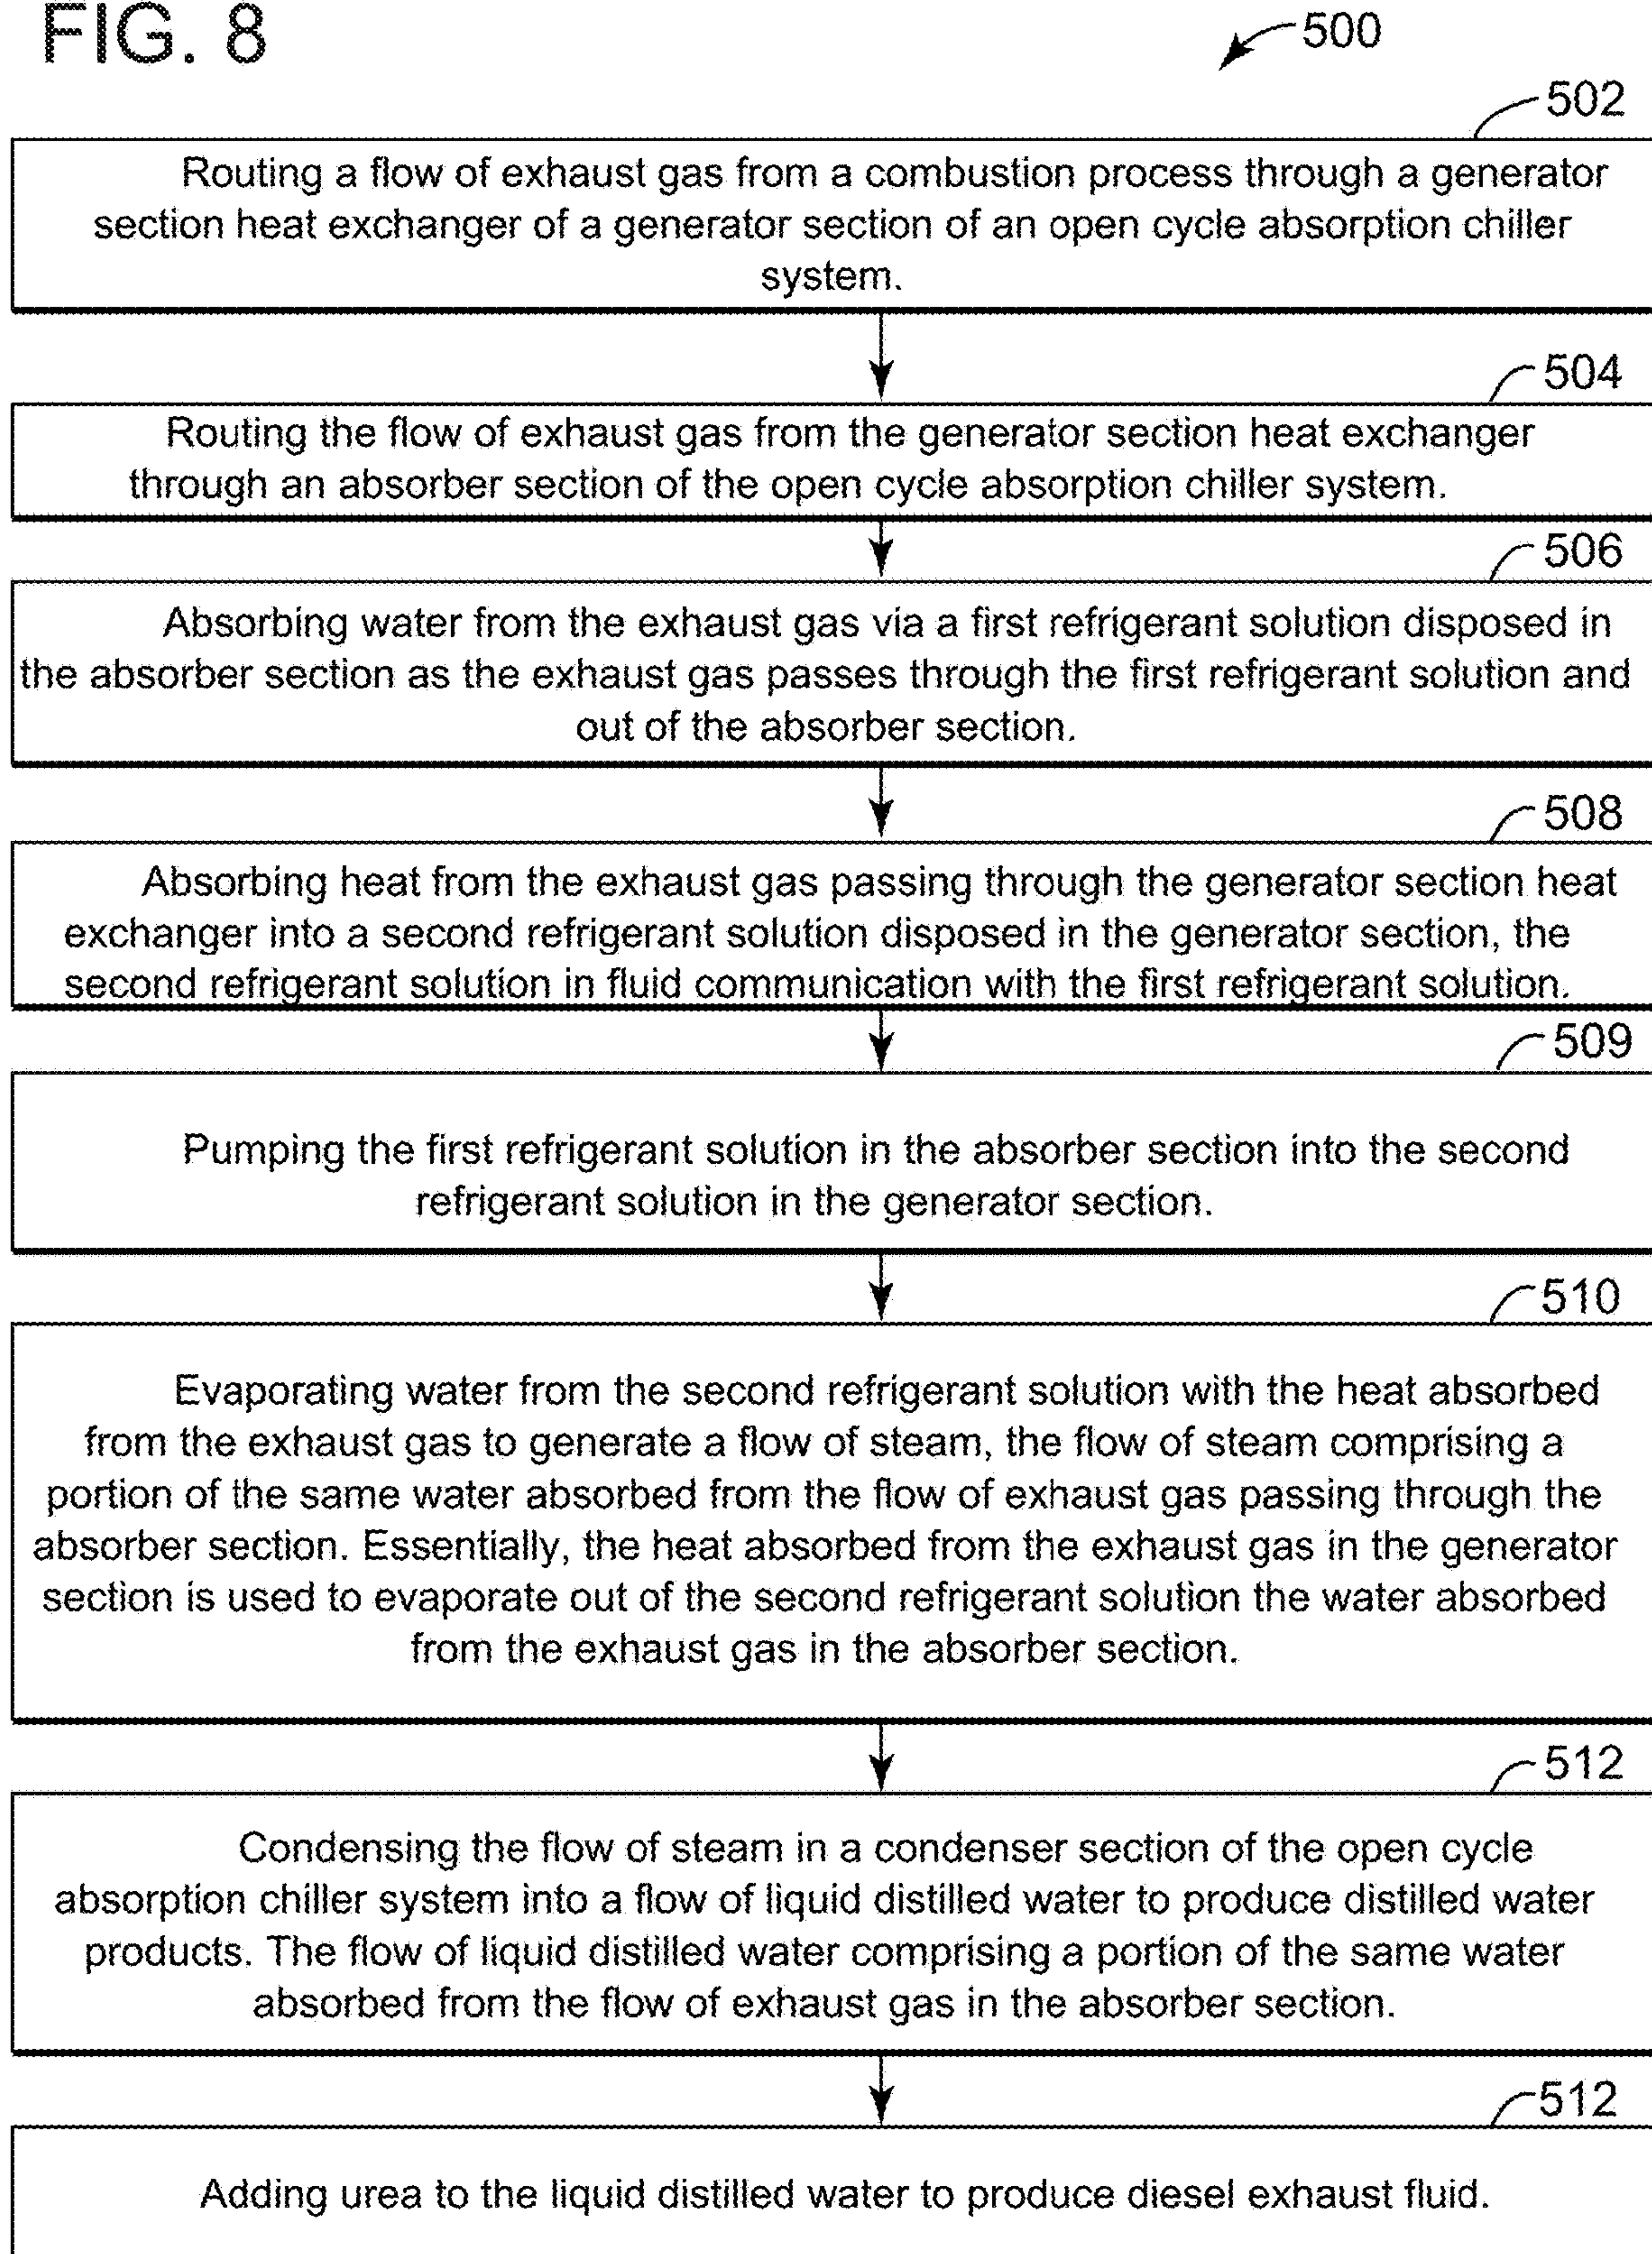 FIG. 8
500
502
Routing a flow of exhaust gas from a combustion process through a generator
section heat exchanger of a generator section of an open cycle absorption chiller
system.
504
Routing the flow of exhaust gas from the generator section heat exchanger
through an absorber section of the open cycle absorption chiller system.
506
Absorbing water from the exhaust gas via a first refrigerant solution disposed in
the absorber section as the exhaust gas passes through the first refrigerant solution and
out of the absorber section.
508
Absorbing heat from the exhaust gas passing through the generator section heat
exchanger into a second refrigerant solution disposed in the generator section, the
second refrigerant solution in fluid communication with the first refrigerant solution.
509
Pumping the first refrigerant solution in the absorber section into the second
refrigerant solution in the generator section.
510
Evaporating water from the second refrigerant solution with the heat absorbed
from the exhaust gas to generate a flow of steam, the flow of steam comprising a
portion of the same water absorbed from the flow of exhaust gas passing through the
absorber section. Essentially, the heat absorbed from the exhaust gas in the generator
section is used to evaporate out of the second refrigerant solution the water absorbed
from the exhaust gas in the absorber section.
512
Condensing the flow of steam in a condenser section of the open cycle
absorption chiller system into a flow of liquid distilled water to produce distilled water
products. The flow of liquid distilled water comprising a portion of the same water
absorbed from the flow of exhaust gas in the absorber section.
512
Adding urea to the liquid distilled water to produce diesel exhaust fluid.